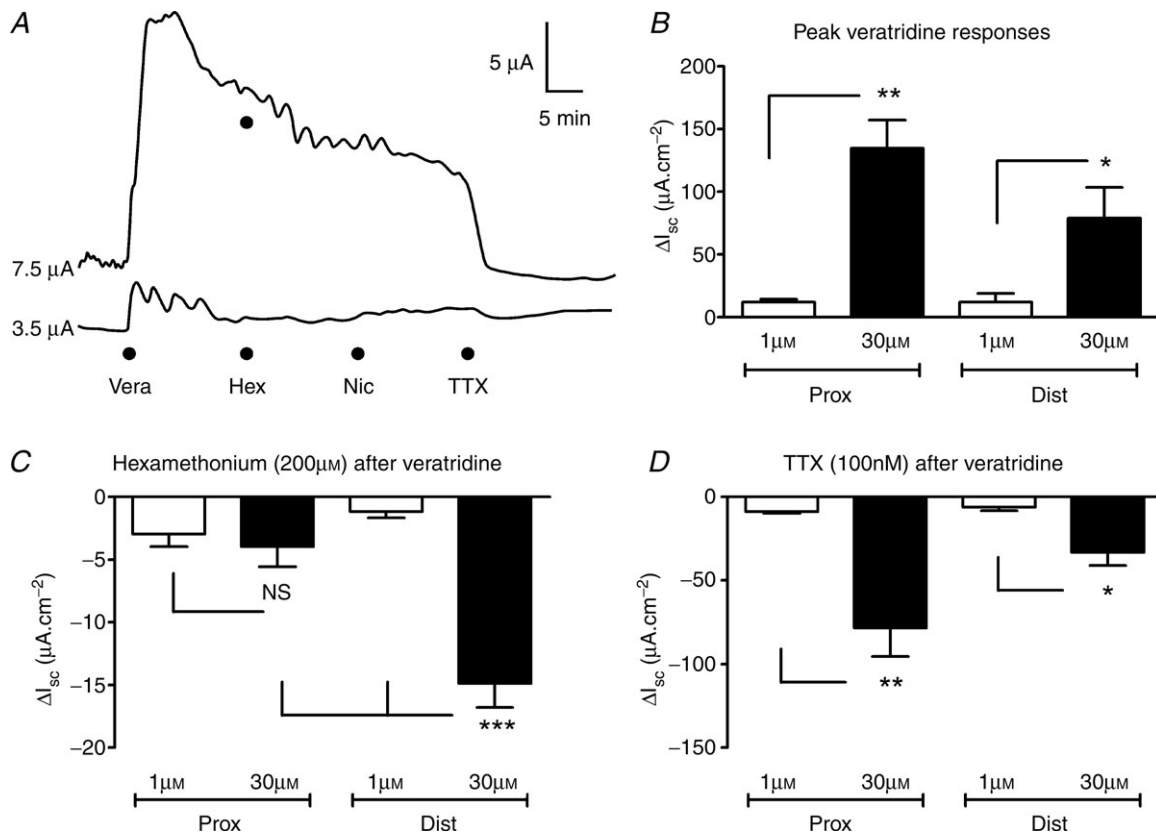 A
5 µA
5 min
7.5 µA
3.5 µA
Vera Hex Nic TTX
B
Peak veratridine responses
ΔIsc (µA.cm−2)
200
150
100
50
0
**
*
1µM 30µM 1µM 30µM
Prox Dist
C
Hexamethonium (200µM) after veratridine
ΔIsc (µA.cm−2)
0
−5
−10
−15
−20
NS
***
1µM 30µM 1µM 30µM
Prox Dist
D
TTX (100nM) after veratridine
ΔIsc (µA.cm−2)
0
−50
−100
−150
**
*
1µM 30µM 1µM 30µM
Prox Dist